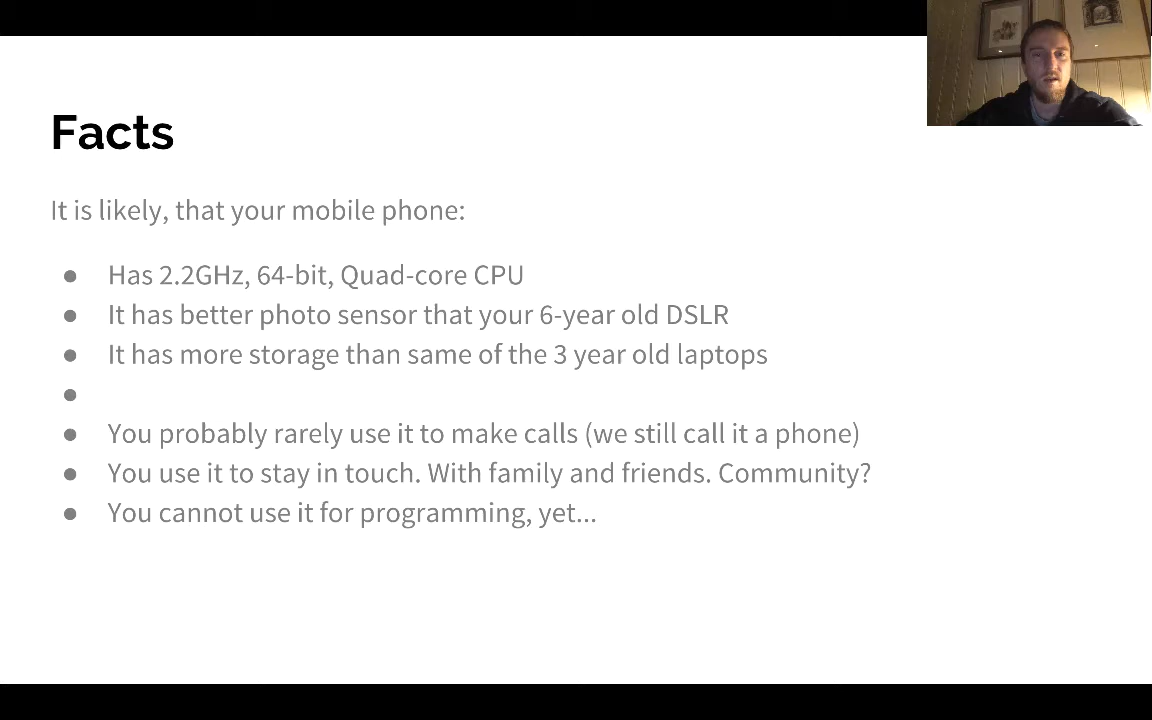 Facts
It is likely, that your mobile phone:
● Has 2.2GHz, 64-bit, Quad-core CPU
● It has better photo sensor that your 6-year old DSLR
● It has more storage than same of the 3 year old laptops
●
● You probably rarely use it to make calls (we still call it a phone)
● You use it to stay in touch. With family and friends. Community?
● You cannot use it for programming, yet...